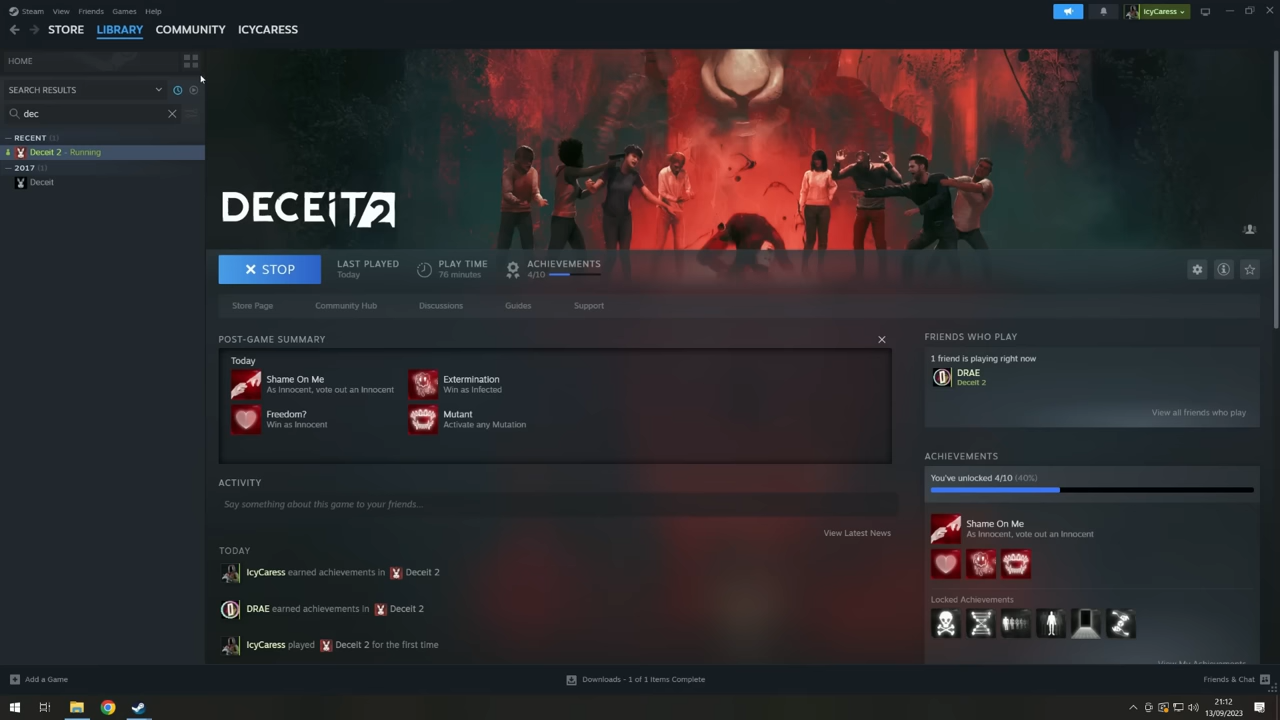 Steam View Friends Games Help
IcyCaress
STORE LIBRARY COMMUNITY ICYCARESS
HOME
SEARCH RESULTS
dec
RECENT (1)
Deceit 2 - Running
2017 (1)
Deceit
DECEIT 2
STOP
LAST PLAYED
Today
PLAY TIME
76 minutes
ACHIEVEMENTS
4/10
Store Page Community Hub Discussions Guides Support
POST-GAME SUMMARY
Today
Shame On Me
As Innocent, vote out an Innocent
Extermination
Win as Infected
Freedom?
Win as Innocent
Mutant
Activate any Mutation
ACTIVITY
Say something about this game to your friends...
View Latest News
TODAY
IcyCaress earned achievements in Deceit 2
DRAE earned achievements in Deceit 2
IcyCaress played Deceit 2 for the first time
FRIENDS WHO PLAY
1 friend is playing right now
DRAE
Deceit 2
View all friends who play
ACHIEVEMENTS
You've unlocked 4/10 (40%)
Shame On Me
As Innocent, vote out an Innocent
Locked Achievements
View My Achievements
Add a Game
Downloads - 1 of 1 Items Complete
Friends & Chat
21:12
13/09/2023